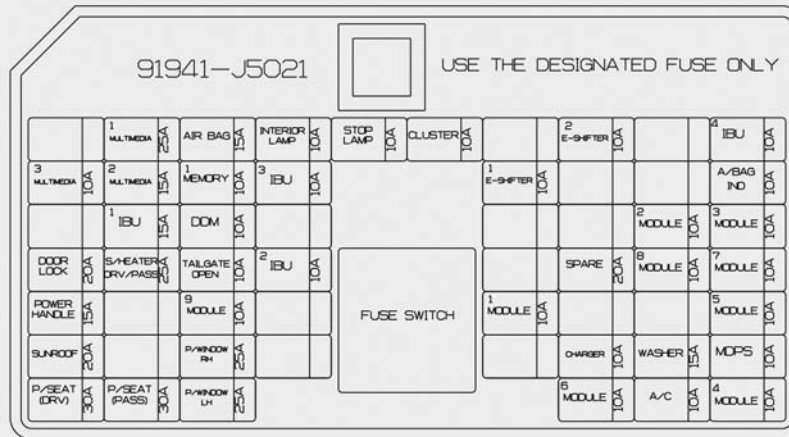 91941-J5021
USE THE DESIGNATED FUSE ONLY
1 MULTIMEDIA 25A
AIR BAG 15A
INTERIOR LAMP 10A
STOP LAMP 10A
CLUSTER 10A
2 E-SHIFTER 10A
4 IBU 10A
3 MULTIMEDIA 10A
2 MULTIMEDIA 15A
1 MEMORY 10A
3 IBU 10A
1 E-SHIFTER 10A
A/BAG IND 10A
1 IBU 15A
DDM 10A
2 MODULE 10A
3 MODULE 10A
DOOR LOCK 20A
S/HEATER DRV/PASS 25A
TAILGATE OPEN 10A
2 IBU 10A
SPARE 20A
8 MODULE 10A
7 MODULE 10A
POWER HANDLE 15A
9 MODULE 10A
FUSE SWITCH
1 MODULE 10A
5 MODULE 10A
SUNROOF 20A
P/WINDOW RH 25A
CHARGER 10A
WASHER 15A
MDPS 10A
P/SEAT (DRV) 30A
P/SEAT (PASS) 30A
P/WINDOW LH 25A
6 MODULE 10A
A/C 10A
4 MODULE 10A